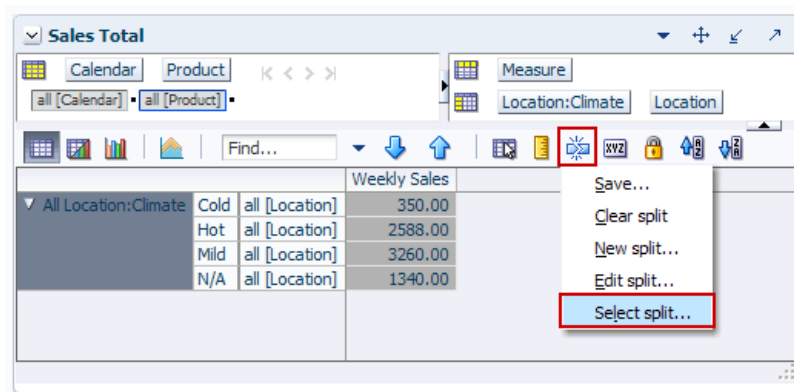 Sales Total
Calendar Product
Measure
all [Calendar] all [Product]
Location:Climate Location
Find...
XYZ
Weekly Sales
All Location:Climate Cold all [Location] 350.00
Hot all [Location] 2588.00
Mild all [Location] 3260.00
N/A all [Location] 1340.00
Save...
Clear split
New split...
Edit split...
Select split...